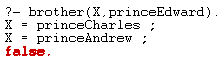 ?- brother(X,princeEdward).
X = princeCharles ;
X = princeAndrew ;
false.